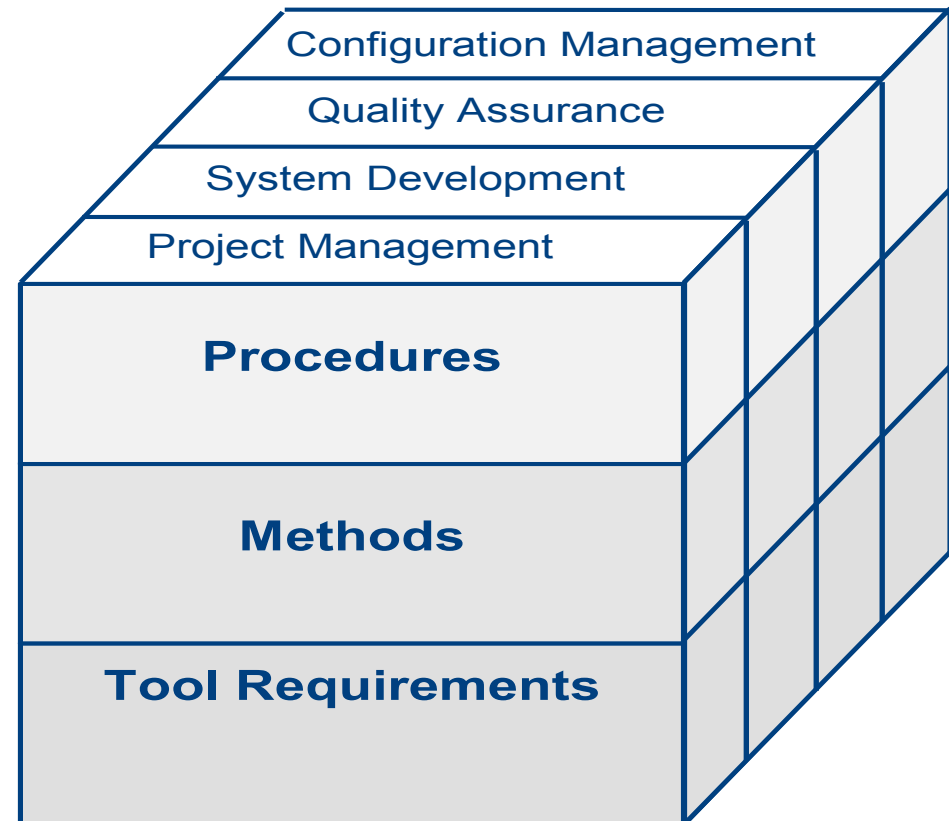 Configuration Management
Quality Assurance
System Development
Project Management
Procedures
Methods
Tool Requirements